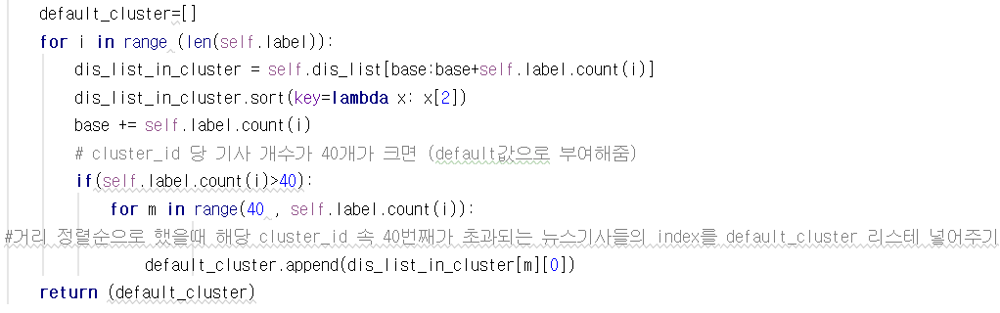 default_cluster=[]
for i in range (len(self.label)):
dis_list_in_cluster = self.dis_list[base:base+self.label.count(i)]
dis_list_in_cluster.sort(key=lambda x: x[2])
base += self.label.count(i)
# cluster_id 당 기사 개수가 40개가 크면 (default값으로 부여해줌)
if(self.label.count(i)>40):
for m in range(40 , self.label.count(i)):
#거리 정렬순으로 했을때 해당 cluster_id 속 40번째가 초과되는 뉴스기사들의 index를 default_cluster 리스테 넣어주기
default_cluster.append(dis_list_in_cluster[m][0])
return (default_cluster)